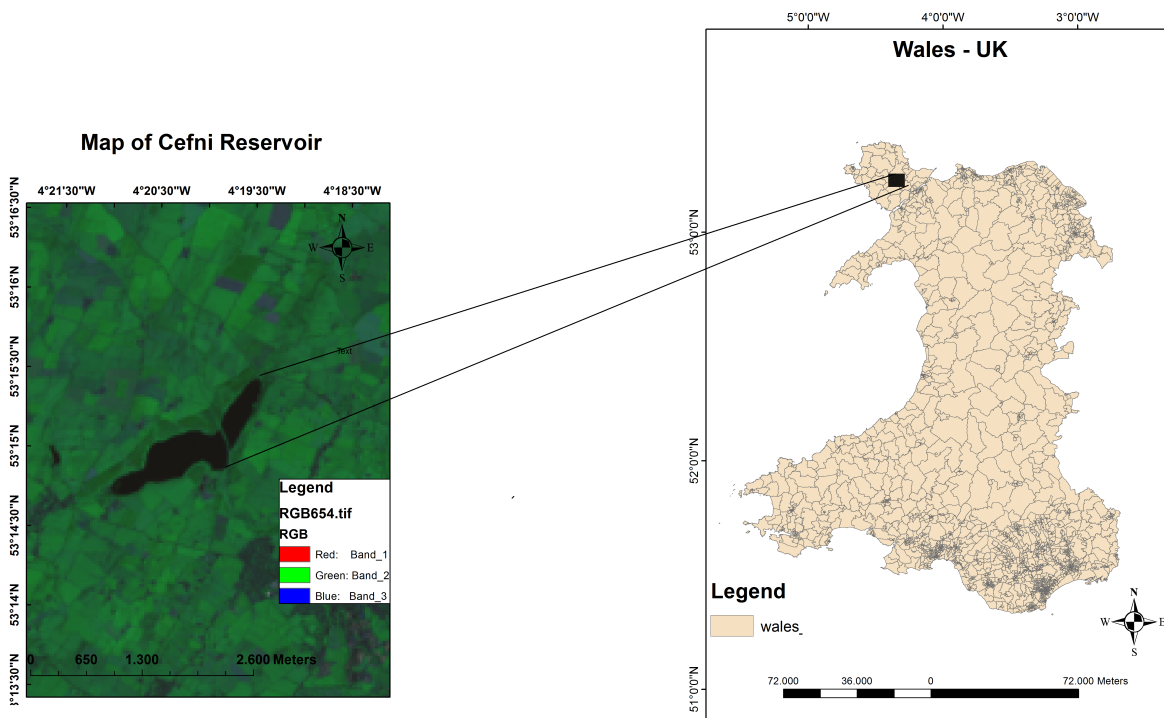 Map of Cefni Reservoir
4°21'30"W 4°20'30"W 4°19'30"W 4°18'30"W
53°16'30"N
53°16'N
53°15'30"N
53°15'N
53°14'30"N
53°14'N
3°13'30"N
N
W E
S
Text
Legend
RGB654.tif
RGB
Red: Band_1
Green: Band_2
Blue: Band_3
0 650 1.300 2.600 Meters
5°0'0"W 4°0'0"W 3°0'0"W
Wales - UK
53°0'0"N
52°0'0"N
51°0'0"N
Legend
wales_
N
W E
S
72.000 36.000 0 72.000 Meters